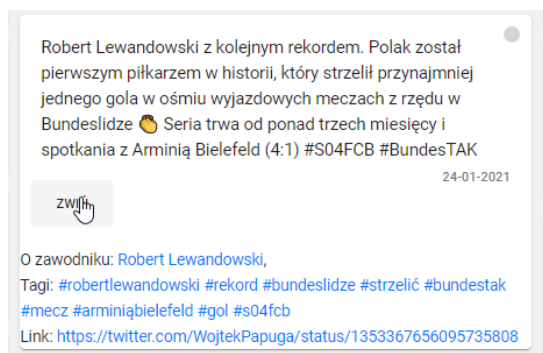 Robert Lewandowski z kolejnym rekordem. Polak został
pierwszym piłkarzem w historii, który strzelił przynajmniej
jednego gola w ośmiu wyjazdowych meczach z rzędu w
Bundeslidze 👏 Seria trwa od ponad trzech miesięcy i
spotkania z Arminią Bielefeld (4:1) #S04FCB #BundesTAK
24-01-2021
O zawodniku: Robert Lewandowski,
Tagi: #robertlewandowski #rekord #bundeslidze #strzelić #bundestak
#mecz #arminiąbielefeld #gol #s04fcb
Link: https://twitter.com/WojtekPapuga/status/1353367656095735808